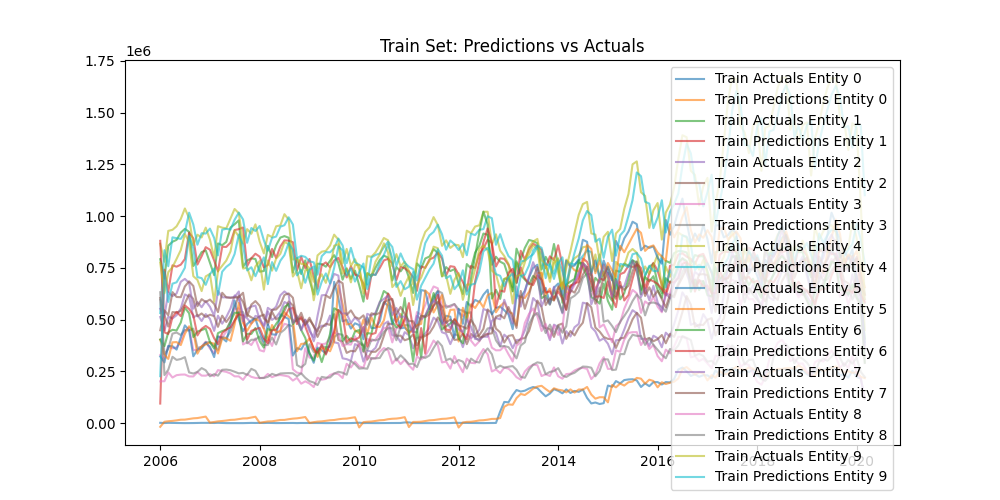 Train Set: Predictions vs Actuals
1e6
1.75
1.50
1.25
1.00
0.75
0.50
0.25
0.00
2006
2008
2010
2012
2014
2016
2018
2020
Train Actuals Entity 0
Train Predictions Entity 0
Train Actuals Entity 1
Train Predictions Entity 1
Train Actuals Entity 2
Train Predictions Entity 2
Train Actuals Entity 3
Train Predictions Entity 3
Train Actuals Entity 4
Train Predictions Entity 4
Train Actuals Entity 5
Train Predictions Entity 5
Train Actuals Entity 6
Train Predictions Entity 6
Train Actuals Entity 7
Train Predictions Entity 7
Train Actuals Entity 8
Train Predictions Entity 8
Train Actuals Entity 9
Train Predictions Entity 9